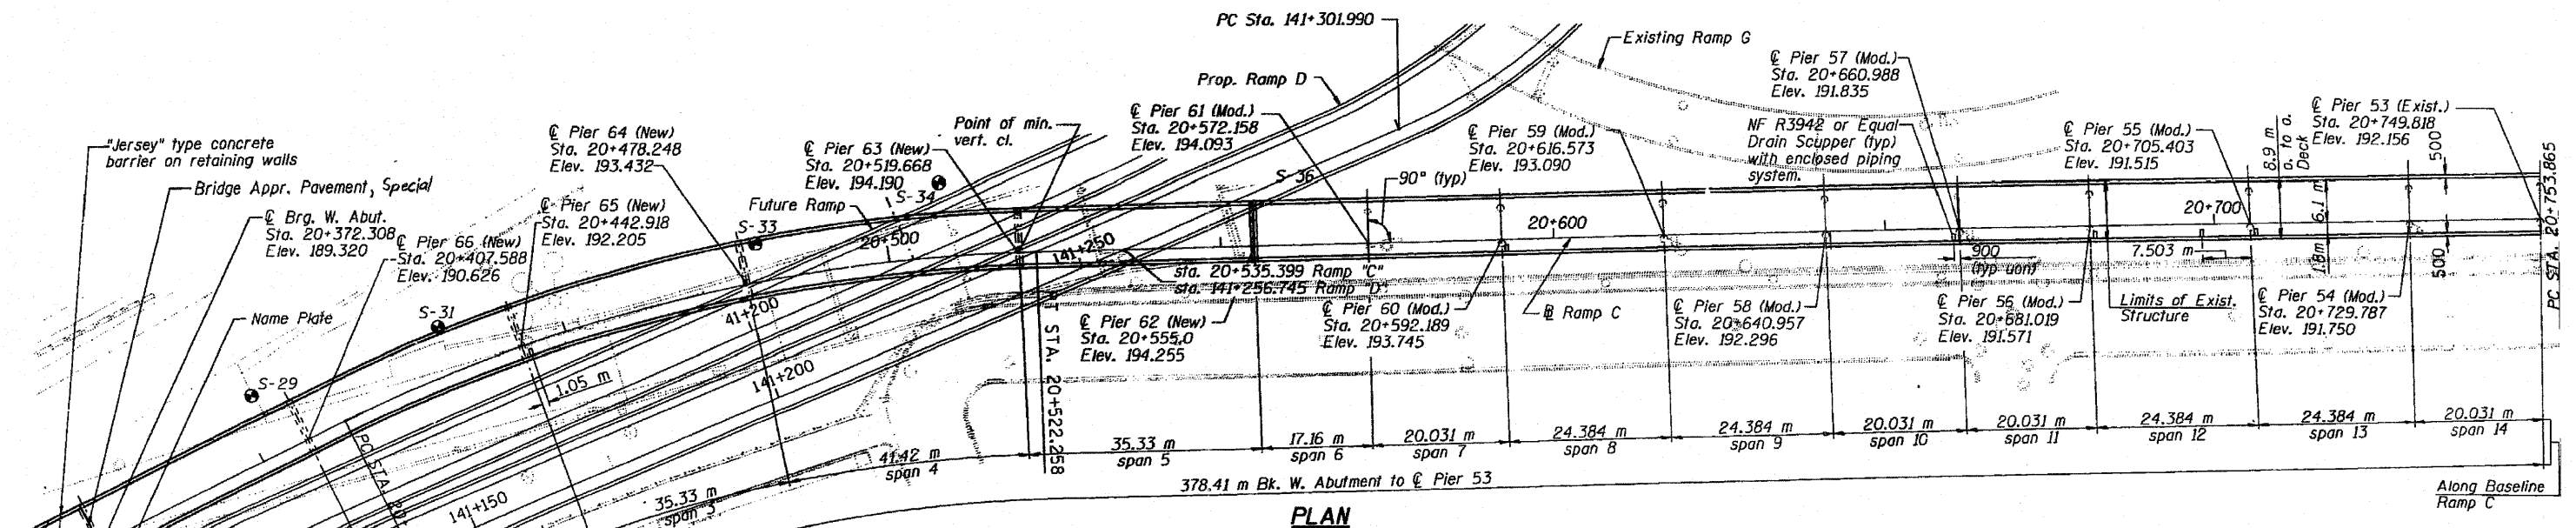 PC Sta. 141+301.990
Existing Ramp G
Prop. Ramp D
℄ Pier 57 (Mod.)
Sta. 20+660.988
Elev. 191.835
℄ Pier 53 (Exist.)
Sta. 20+749.818
Elev. 192.156
"Jersey" type concrete
barrier on retaining walls
℄ Pier 64 (New)
Sta. 20+478.248
Elev. 193.432
℄ Pier 63 (New)
Sta. 20+519.668
Elev. 194.190
Point of min.
vert. cl.
℄ Pier 61 (Mod.)
Sta. 20+572.158
Elev. 194.093
℄ Pier 59 (Mod.)
Sta. 20+616.573
Elev. 193.090
NF R3942 or Equal
Drain Scupper (typ)
with enclosed piping
system.
℄ Pier 55 (Mod.)
Sta. 20+705.403
Elev. 191.515
8.9 m
o. to o.
Deck
500
6.1 m
1.8m
500
PC STA. 20+753.865
Bridge Appr. Pavement, Special
℄ Brg. W. Abut.
Sta. 20+372.308
Elev. 189.320
℄ Pier 66 (New)
Sta. 20+407.588
Elev. 190.626
℄ Pier 65 (New)
Sta. 20+442.918
Elev. 192.205
Future Ramp
S-34
S-33
S-36
90° (typ)
20+500
141+250
20+600
20+700
7.503 m
900
(typ uon)
sta. 20+535.399 Ramp "C"
sta. 141+256.745 Ramp "D"
Name Plate
S-31
S-29
41+200
141+200
1.05 m
℄ Pier 62 (New)
Sta. 20+555.0
Elev. 194.255
℄ Pier 60 (Mod.)
Sta. 20+592.189
Elev. 193.745
℄ Ramp C
℄ Pier 58 (Mod.)
Sta. 20+640.957
Elev. 192.296
℄ Pier 56 (Mod.)
Sta. 20+681.019
Elev. 191.571
Limits of Exist.
Structure
℄ Pier 54 (Mod.)
Sta. 20+729.787
Elev. 191.750
PT STA. 20+522.258
PC STA. 20+
141+150
35.33 m
span 3
41.42 m
span 4
35.33 m
span 5
17.16 m
span 6
20.031 m
span 7
24.384 m
span 8
24.384 m
span 9
20.031 m
span 10
20.031 m
span 11
24.384 m
span 12
24.384 m
span 13
20.031 m
span 14
378.41 m Bk. W. Abutment to ℄ Pier 53
Along Baseline
Ramp C
PLAN